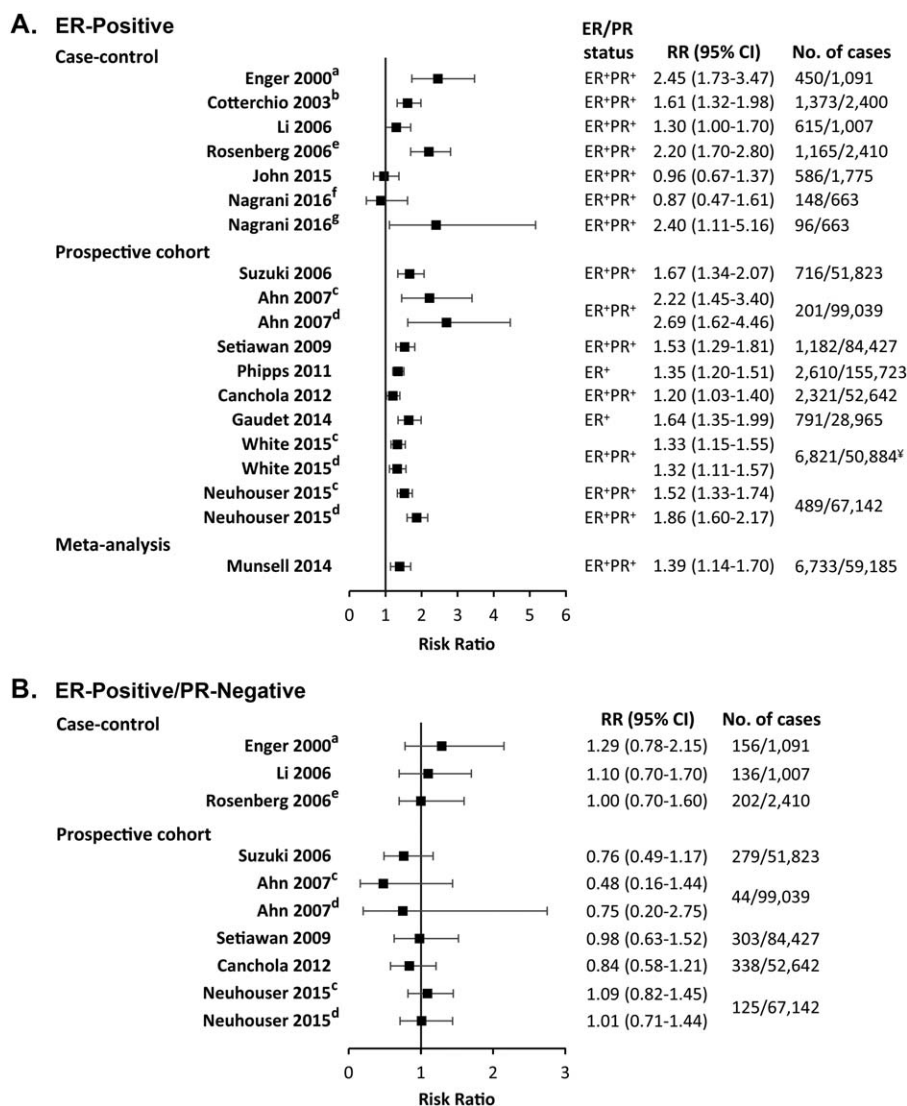 A. ER-Positive
ER/PR status RR (95% CI) No. of cases
Case-control
Enger 2000ᵃ ER⁺PR⁺ 2.45 (1.73-3.47) 450/1,091
Cotterchio 2003ᵇ ER⁺PR⁺ 1.61 (1.32-1.98) 1,373/2,400
Li 2006 ER⁺PR⁺ 1.30 (1.00-1.70) 615/1,007
Rosenberg 2006ᵉ ER⁺PR⁺ 2.20 (1.70-2.80) 1,165/2,410
John 2015 ER⁺PR⁺ 0.96 (0.67-1.37) 586/1,775
Nagrani 2016ᶠ ER⁺PR⁺ 0.87 (0.47-1.61) 148/663
Nagrani 2016ᵍ ER⁺PR⁺ 2.40 (1.11-5.16) 96/663
Prospective cohort
Suzuki 2006 ER⁺PR⁺ 1.67 (1.34-2.07) 716/51,823
Ahn 2007ᶜ 2.22 (1.45-3.40)
ER⁺PR⁺ 201/99,039
Ahn 2007ᵈ 2.69 (1.62-4.46)
Setiawan 2009 ER⁺PR⁺ 1.53 (1.29-1.81) 1,182/84,427
Phipps 2011 ER⁺ 1.35 (1.20-1.51) 2,610/155,723
Canchola 2012 ER⁺PR⁺ 1.20 (1.03-1.40) 2,321/52,642
Gaudet 2014 ER⁺ 1.64 (1.35-1.99) 791/28,965
White 2015ᶜ 1.33 (1.15-1.55)
ER⁺PR⁺ 6,821/50,884¥
White 2015ᵈ 1.32 (1.11-1.57)
Neuhouser 2015ᶜ ER⁺PR⁺ 1.52 (1.33-1.74)
489/67,142
Neuhouser 2015ᵈ ER⁺PR⁺ 1.86 (1.60-2.17)
Meta-analysis
Munsell 2014 ER⁺PR⁺ 1.39 (1.14-1.70) 6,733/59,185
0 1 2 3 4 5 6
Risk Ratio
B. ER-Positive/PR-Negative
Case-control RR (95% CI) No. of cases
Enger 2000ᵃ 1.29 (0.78-2.15) 156/1,091
Li 2006 1.10 (0.70-1.70) 136/1,007
Rosenberg 2006ᵉ 1.00 (0.70-1.60) 202/2,410
Prospective cohort
Suzuki 2006 0.76 (0.49-1.17) 279/51,823
Ahn 2007ᶜ 0.48 (0.16-1.44)
44/99,039
Ahn 2007ᵈ 0.75 (0.20-2.75)
Setiawan 2009 0.98 (0.63-1.52) 303/84,427
Canchola 2012 0.84 (0.58-1.21) 338/52,642
Neuhouser 2015ᶜ 1.09 (0.82-1.45)
125/67,142
Neuhouser 2015ᵈ 1.01 (0.71-1.44)
0 1 2 3
Risk Ratio